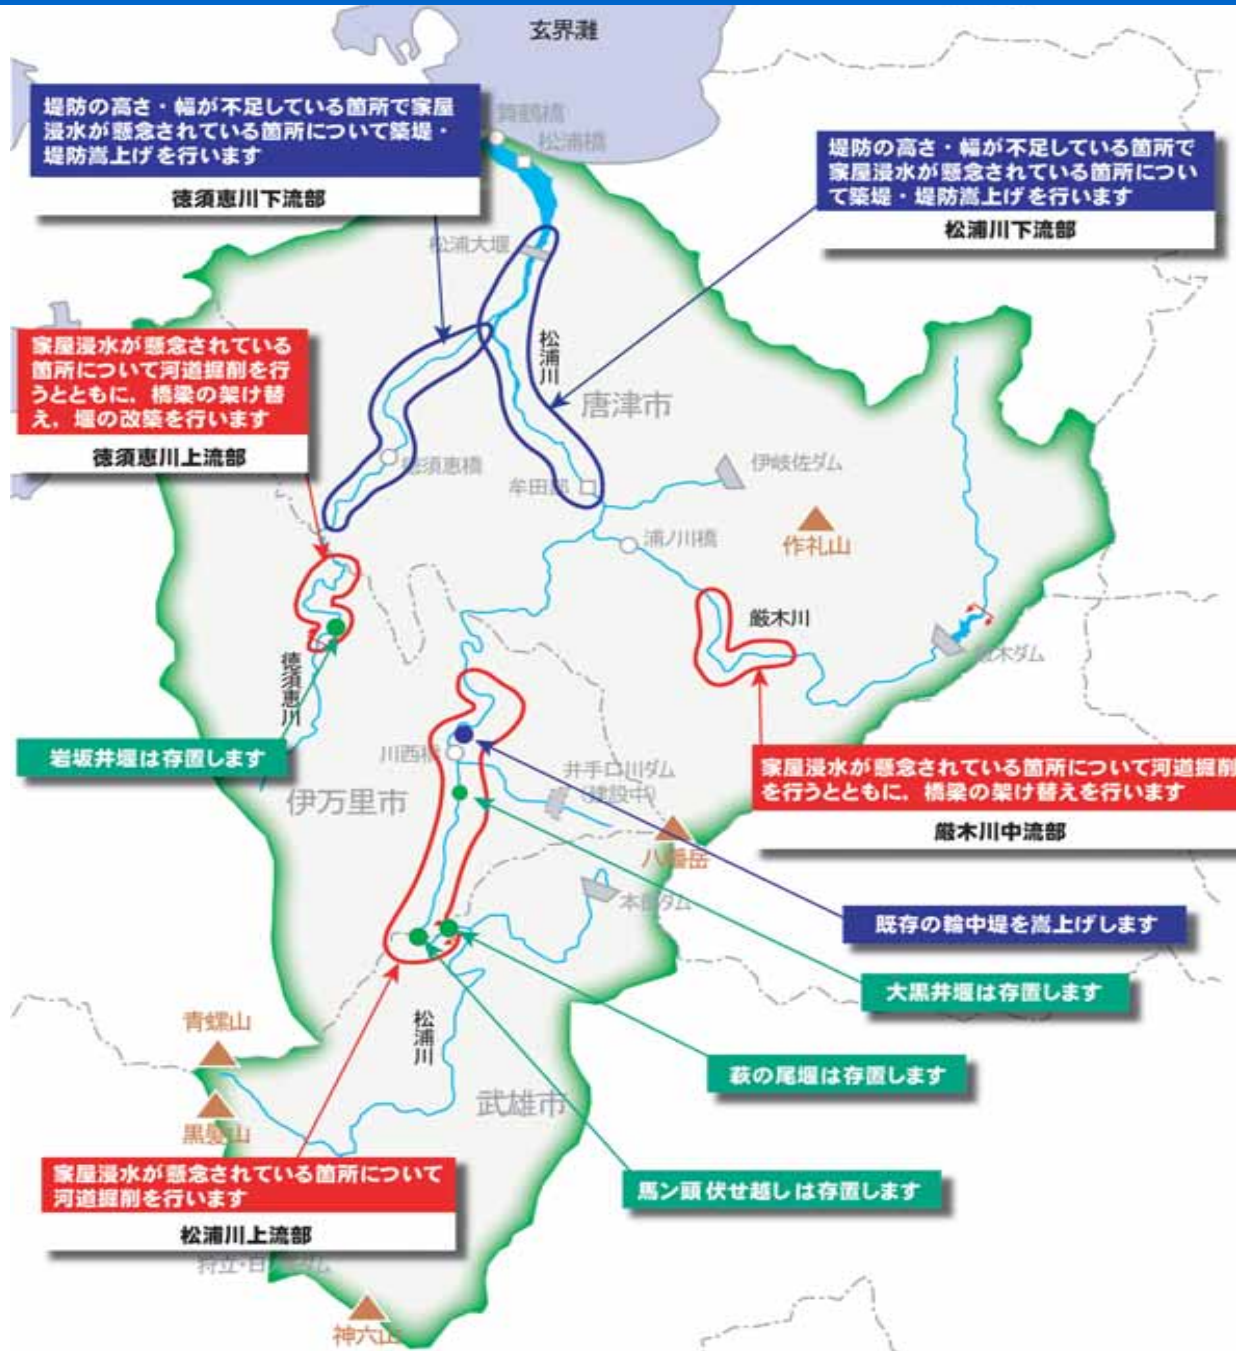 玄界灘
堤防の高さ・幅が不足している箇所で家屋
浸水が懸念されている箇所について築堤・
堤防嵩上げを行います
徳須恵川下流部
舞鶴橋
松浦橋
堤防の高さ・幅が不足している箇所で
家屋浸水が懸念されている箇所につい
て築堤・堤防嵩上げを行います
松浦川下流部
松浦大堰
松浦川
唐津市
家屋浸水が懸念されている
箇所について河道掘削を行
うとともに，橋梁の架け替
え，堰の改築を行います
徳須恵川上流部
徳須恵橋
牟田部
伊岐佐ダム
浦ノ川橋
作礼山
厳木川
厳木ダム
徳須恵川
岩坂井堰は存置します
川西橋
井手口川ダム
(建設中)
伊万里市
家屋浸水が懸念されている箇所について河道掘削
を行うとともに，橋梁の架け替えを行います
厳木川中流部
八幡岳
本部ダム
既存の輪中堤を嵩上げします
大黒井堰は存置します
青螺山
松浦川
萩の尾堰は存置します
黒髪山
武雄市
家屋浸水が懸念されている箇所について
河道掘削を行います
松浦川上流部
馬ン頭伏せ越しは存置します
神六山